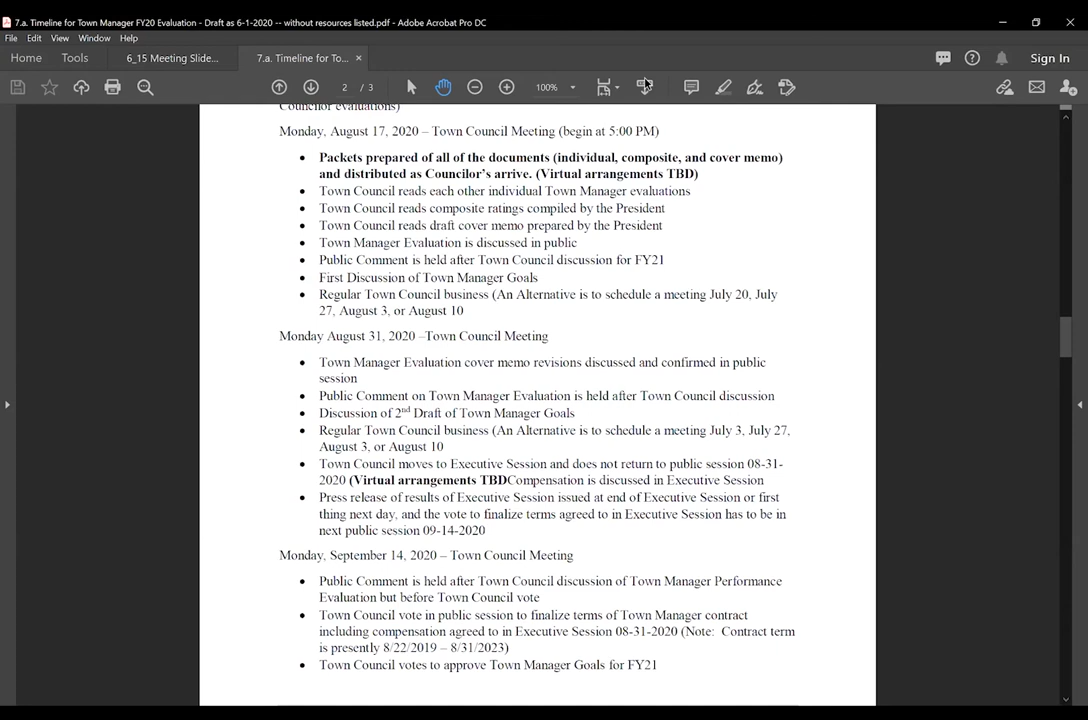 7.a. Timeline for Town Manager FY20 Evaluation - Draft as 6-1-2020 -- without resources listed.pdf - Adobe Acrobat Pro DC
File Edit View Window Help
Home Tools 6_15 Meeting Slide... 7.a. Timeline for To... × Sign In
2 / 3 100%
Councilor evaluations)
Monday, August 17, 2020 – Town Council Meeting (begin at 5:00 PM)
• Packets prepared of all of the documents (individual, composite, and cover memo)
and distributed as Councilor's arrive. (Virtual arrangements TBD)
• Town Council reads each other individual Town Manager evaluations
• Town Council reads composite ratings compiled by the President
• Town Council reads draft cover memo prepared by the President
• Town Manager Evaluation is discussed in public
• Public Comment is held after Town Council discussion for FY21
• First Discussion of Town Manager Goals
• Regular Town Council business (An Alternative is to schedule a meeting July 20, July
27, August 3, or August 10
Monday August 31, 2020 –Town Council Meeting
• Town Manager Evaluation cover memo revisions discussed and confirmed in public
session
• Public Comment on Town Manager Evaluation is held after Town Council discussion
• Discussion of 2nd Draft of Town Manager Goals
• Regular Town Council business (An Alternative is to schedule a meeting July 3, July 27,
August 3, or August 10
• Town Council moves to Executive Session and does not return to public session 08-31-
2020 (Virtual arrangements TBDCompensation is discussed in Executive Session
• Press release of results of Executive Session issued at end of Executive Session or first
thing next day, and the vote to finalize terms agreed to in Executive Session has to be in
next public session 09-14-2020
Monday, September 14, 2020 – Town Council Meeting
• Public Comment is held after Town Council discussion of Town Manager Performance
Evaluation but before Town Council vote
• Town Council vote in public session to finalize terms of Town Manager contract
including compensation agreed to in Executive Session 08-31-2020 (Note: Contract term
is presently 8/22/2019 – 8/31/2023)
• Town Council votes to approve Town Manager Goals for FY21